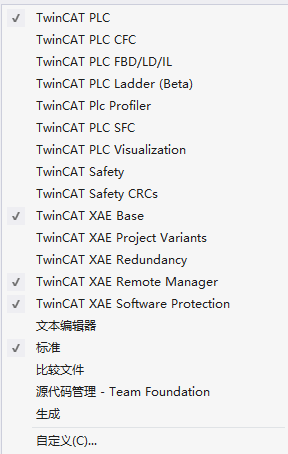 TwinCAT PLC
TwinCAT PLC CFC
TwinCAT PLC FBD/LD/IL
TwinCAT PLC Ladder (Beta)
TwinCAT Plc Profiler
TwinCAT PLC SFC
TwinCAT PLC Visualization
TwinCAT Safety
TwinCAT Safety CRCs
TwinCAT XAE Base
TwinCAT XAE Project Variants
TwinCAT XAE Redundancy
TwinCAT XAE Remote Manager
TwinCAT XAE Software Protection
文本编辑器
标准
比较文件
源代码管理 - Team Foundation
生成
自定义(C)...